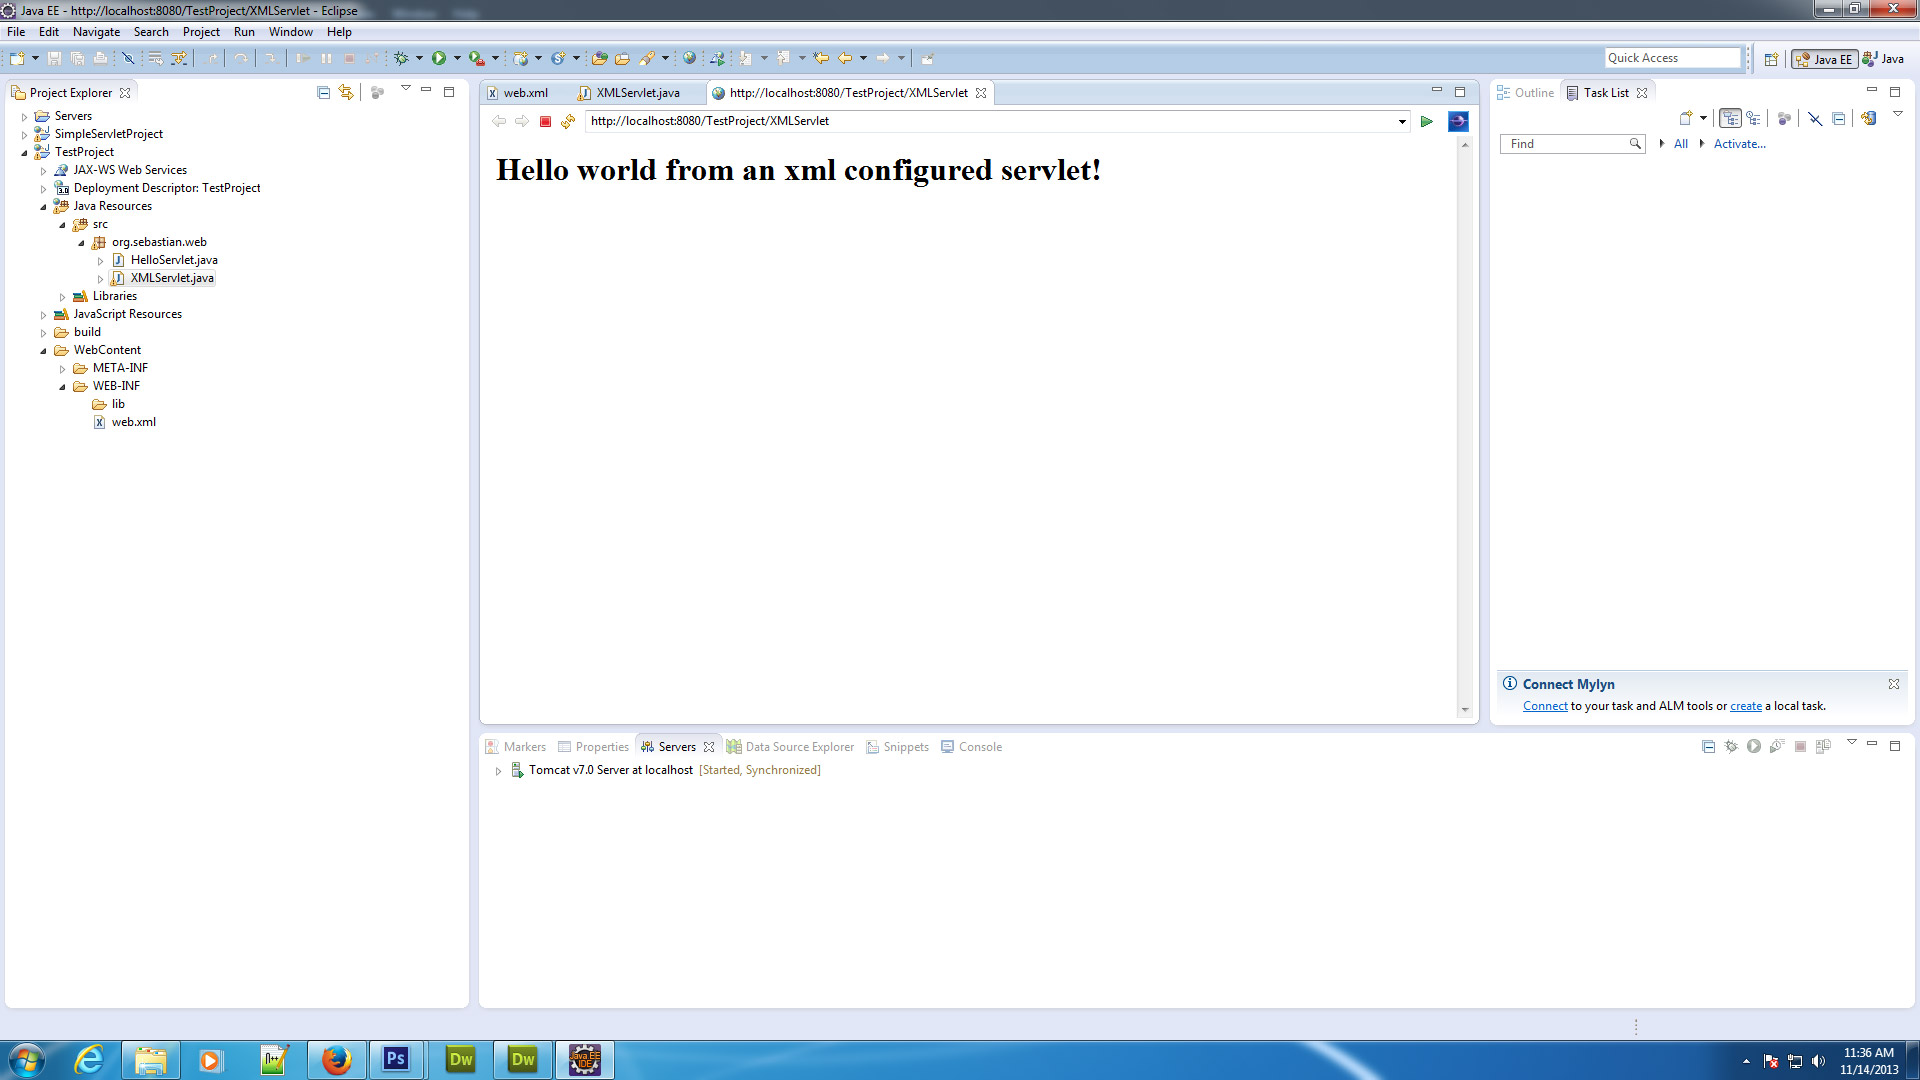 Java EE - http://localhost:8080/TestProject/XMLServlet - Eclipse
File Edit Navigate Search Project Run Window Help
Quick Access
Java EE
Java
Project Explorer
Servers
SimpleServletProject
TestProject
JAX-WS Web Services
Deployment Descriptor: TestProject
Java Resources
src
org.sebastian.web
HelloServlet.java
XMLServlet.java
Libraries
JavaScript Resources
build
WebContent
META-INF
WEB-INF
lib
web.xml
web.xml
XMLServlet.java
http://localhost:8080/TestProject/XMLServlet
http://localhost:8080/TestProject/XMLServlet
Hello world from an xml configured servlet!
Outline
Task List
Find
All
Activate...
Connect Mylyn
Connect to your task and ALM tools or create a local task.
Markers
Properties
Servers
Data Source Explorer
Snippets
Console
Tomcat v7.0 Server at localhost [Started, Synchronized]
Ps
Dw
Dw
Java EE
IDE
11:36 AM
11/14/2013